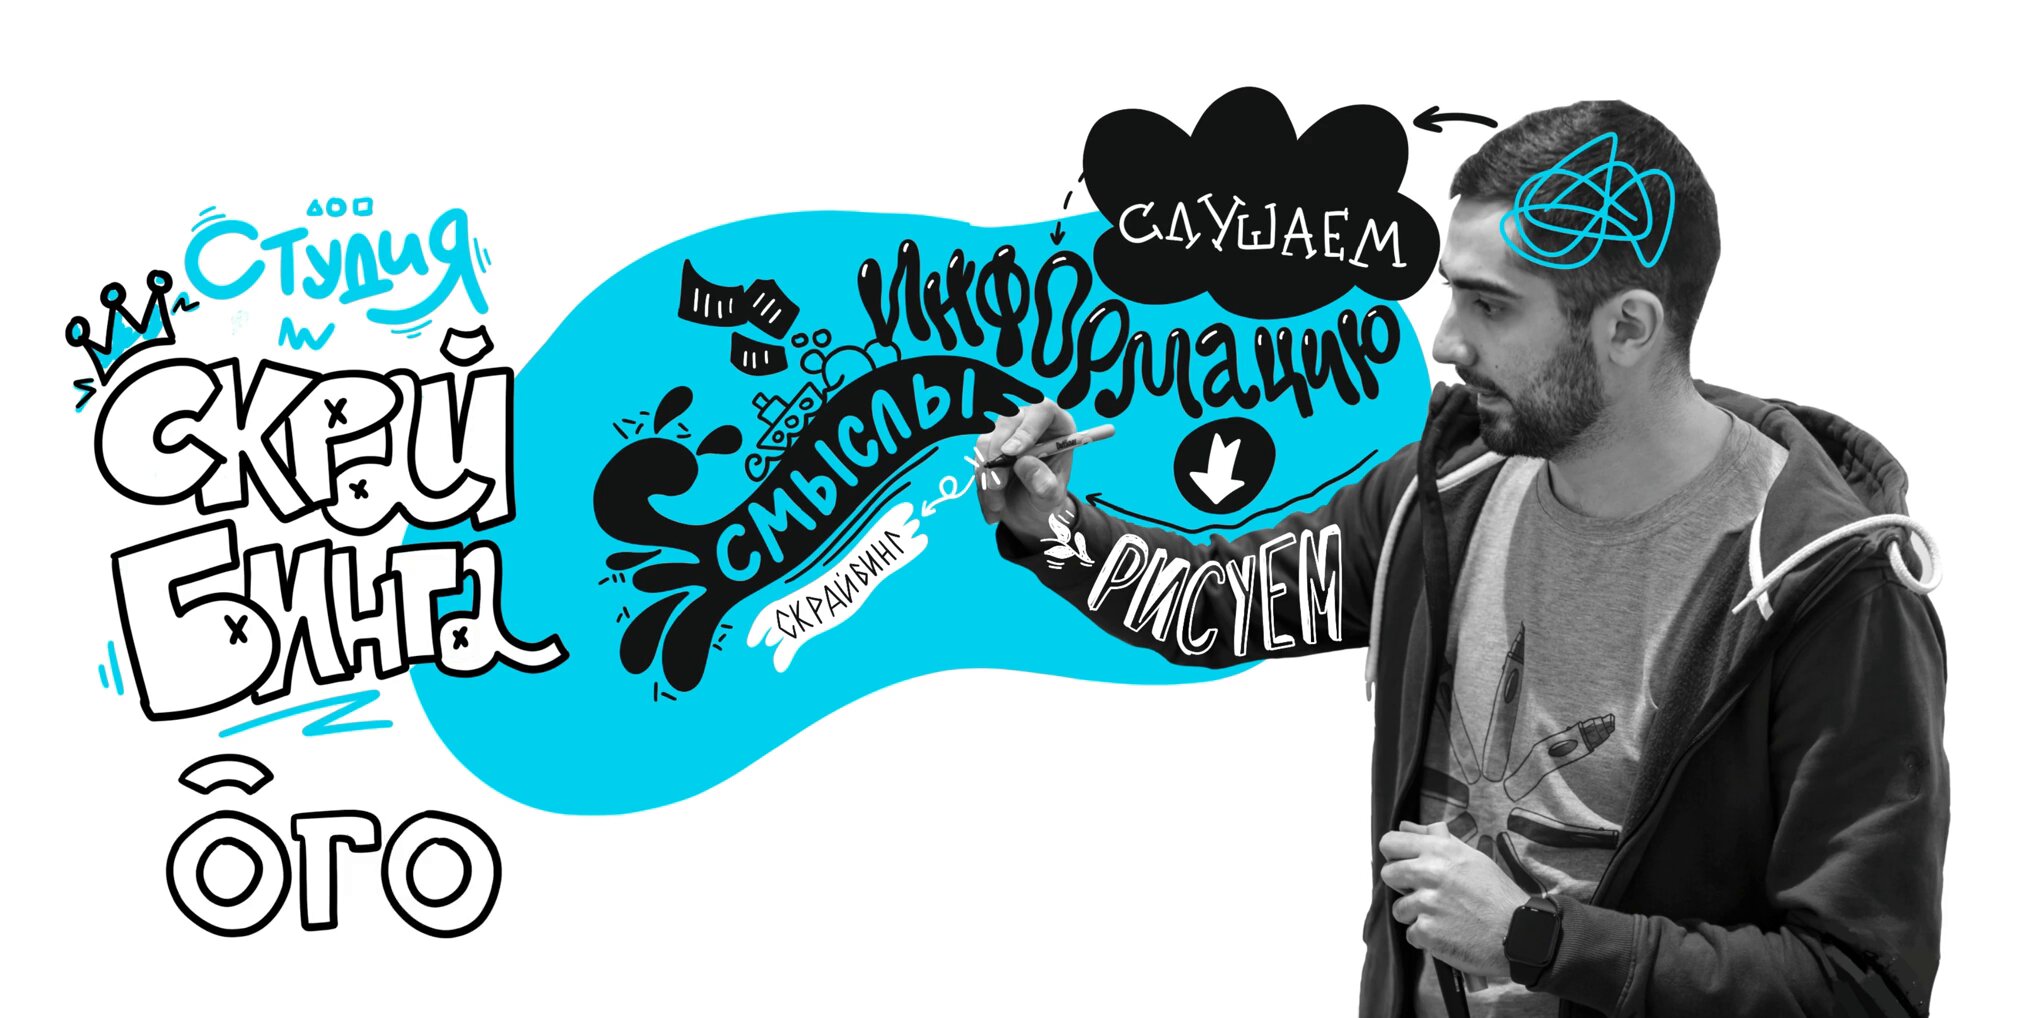 Студия
Скрай
Бинга
ОГО
СЛУШАЕМ
ИНФОРМАЦИЮ
СМЫСЛЫ
СКРАЙБИНГ
РИСУЕМ